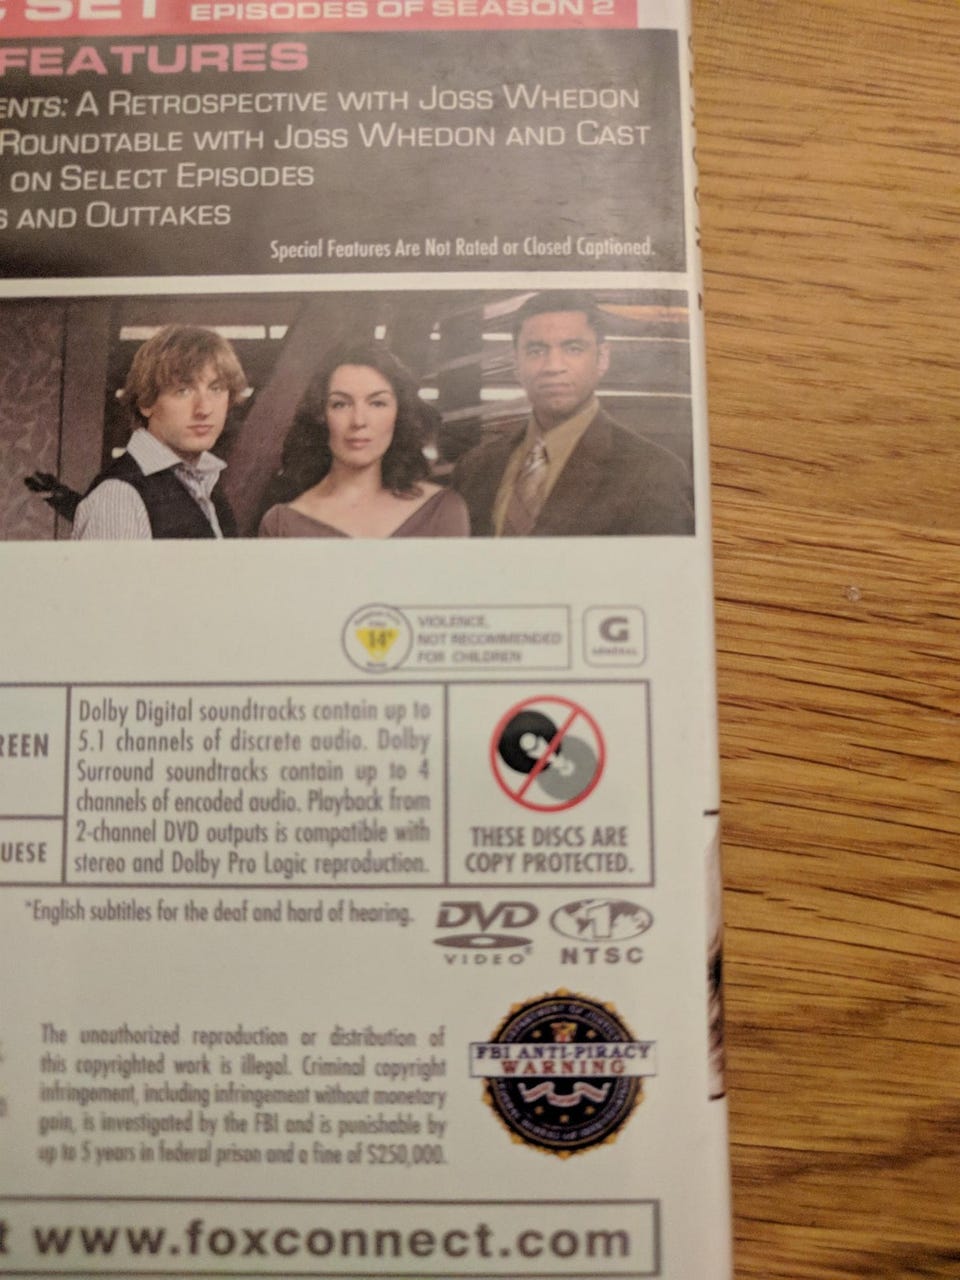 SET EPISODES OF SEASON 2
FEATURES
ENTS: A RETROSPECTIVE WITH JOSS WHEDON
ROUNDTABLE WITH JOSS WHEDON AND CAST
ON SELECT EPISODES
S AND OUTTAKES
Special Features Are Not Rated or Closed Captioned.
14+
VIOLENCE,
NOT RECOMMENDED
FOR CHILDREN
G
GENERAL
REEN
UESE
Dolby Digital soundtracks contain up to
5.1 channels of discrete audio. Dolby
Surround soundtracks contain up to 4
channels of encoded audio. Playback from
2-channel DVD outputs is compatible with
stereo and Dolby Pro Logic reproduction.
THESE DISCS ARE
COPY PROTECTED.
*English subtitles for the deaf and hard of hearing.
DVD
VIDEO
1
NTSC
The unauthorized reproduction or distribution of
this copyrighted work is illegal. Criminal copyright
infringement, including infringement without monetary
gain, is investigated by the FBI and is punishable by
up to 5 years in federal prison and a fine of $250,000.
FBI ANTI-PIRACY
WARNING
t www.foxconnect.com